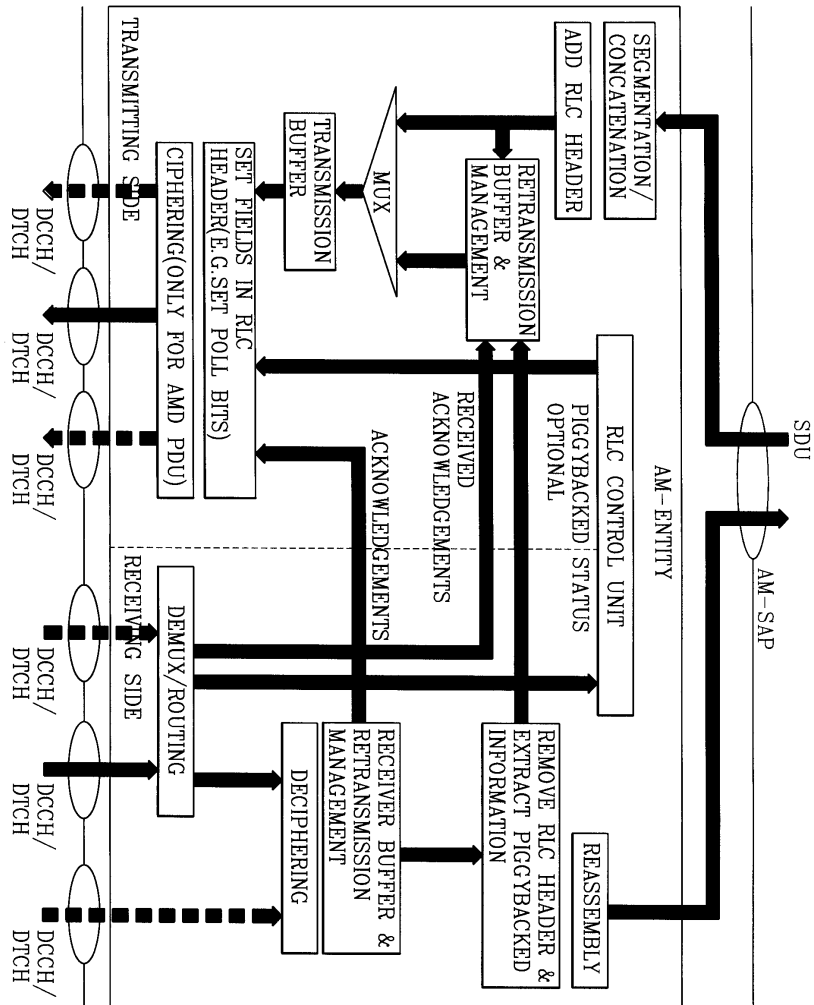 SDU
AM-SAP
AM-ENTITY
SEGMENTATION/
CONCATENATION
ADD RLC HEADER
RETRANSMISSION
BUFFER &
MANAGEMENT
MUX
TRANSMISSION
BUFFER
SET FIELDS IN RLC
HEADER(E.G.SET POLL BITS)
CIPHERING(ONLY FOR AMD PDU)
TRANSMITTING SIDE
RLC CONTROL UNIT
PIGGYBACKED STATUS
OPTIONAL
RECEIVED
ACKNOWLEDGEMENTS
ACKNOWLEDGEMENTS
REASSEMBLY
REMOVE RLC HEADER &
EXTRACT PIGGYBACKED
INFORMATION
RECEIVER BUFFER &
RETRANSMISSION
MANAGEMENT
DECIPHERING
DEMUX/ROUTING
RECEIVING SIDE
DCCH/
DTCH
DCCH/
DTCH
DCCH/
DTCH
DCCH/
DTCH
DCCH/
DTCH
DCCH/
DTCH